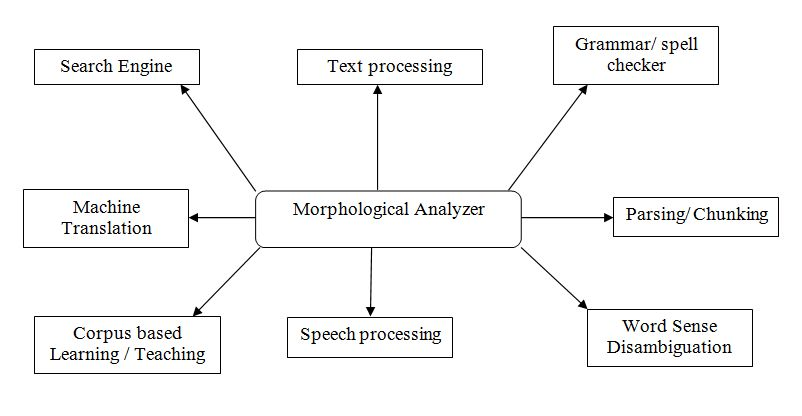 Search Engine
Text processing
Grammar/ spell
checker
Machine
Translation
Morphological Analyzer
Parsing/ Chunking
Corpus based
Learning / Teaching
Speech processing
Word Sense
Disambiguation